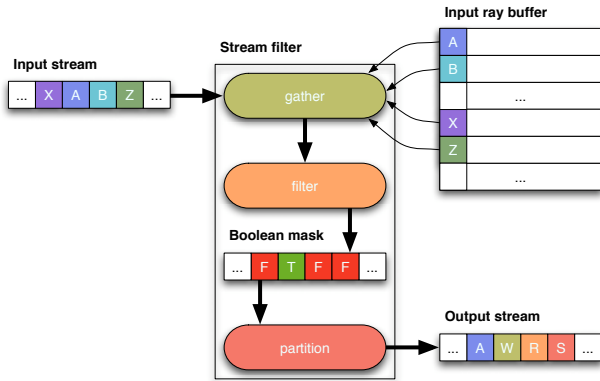 Input ray buffer
Stream filter
Input stream
A
B
...
X
Z
...
... X A B Z ...
gather
filter
Boolean mask
... F T F F ...
Output stream
partition
... A W R S ...